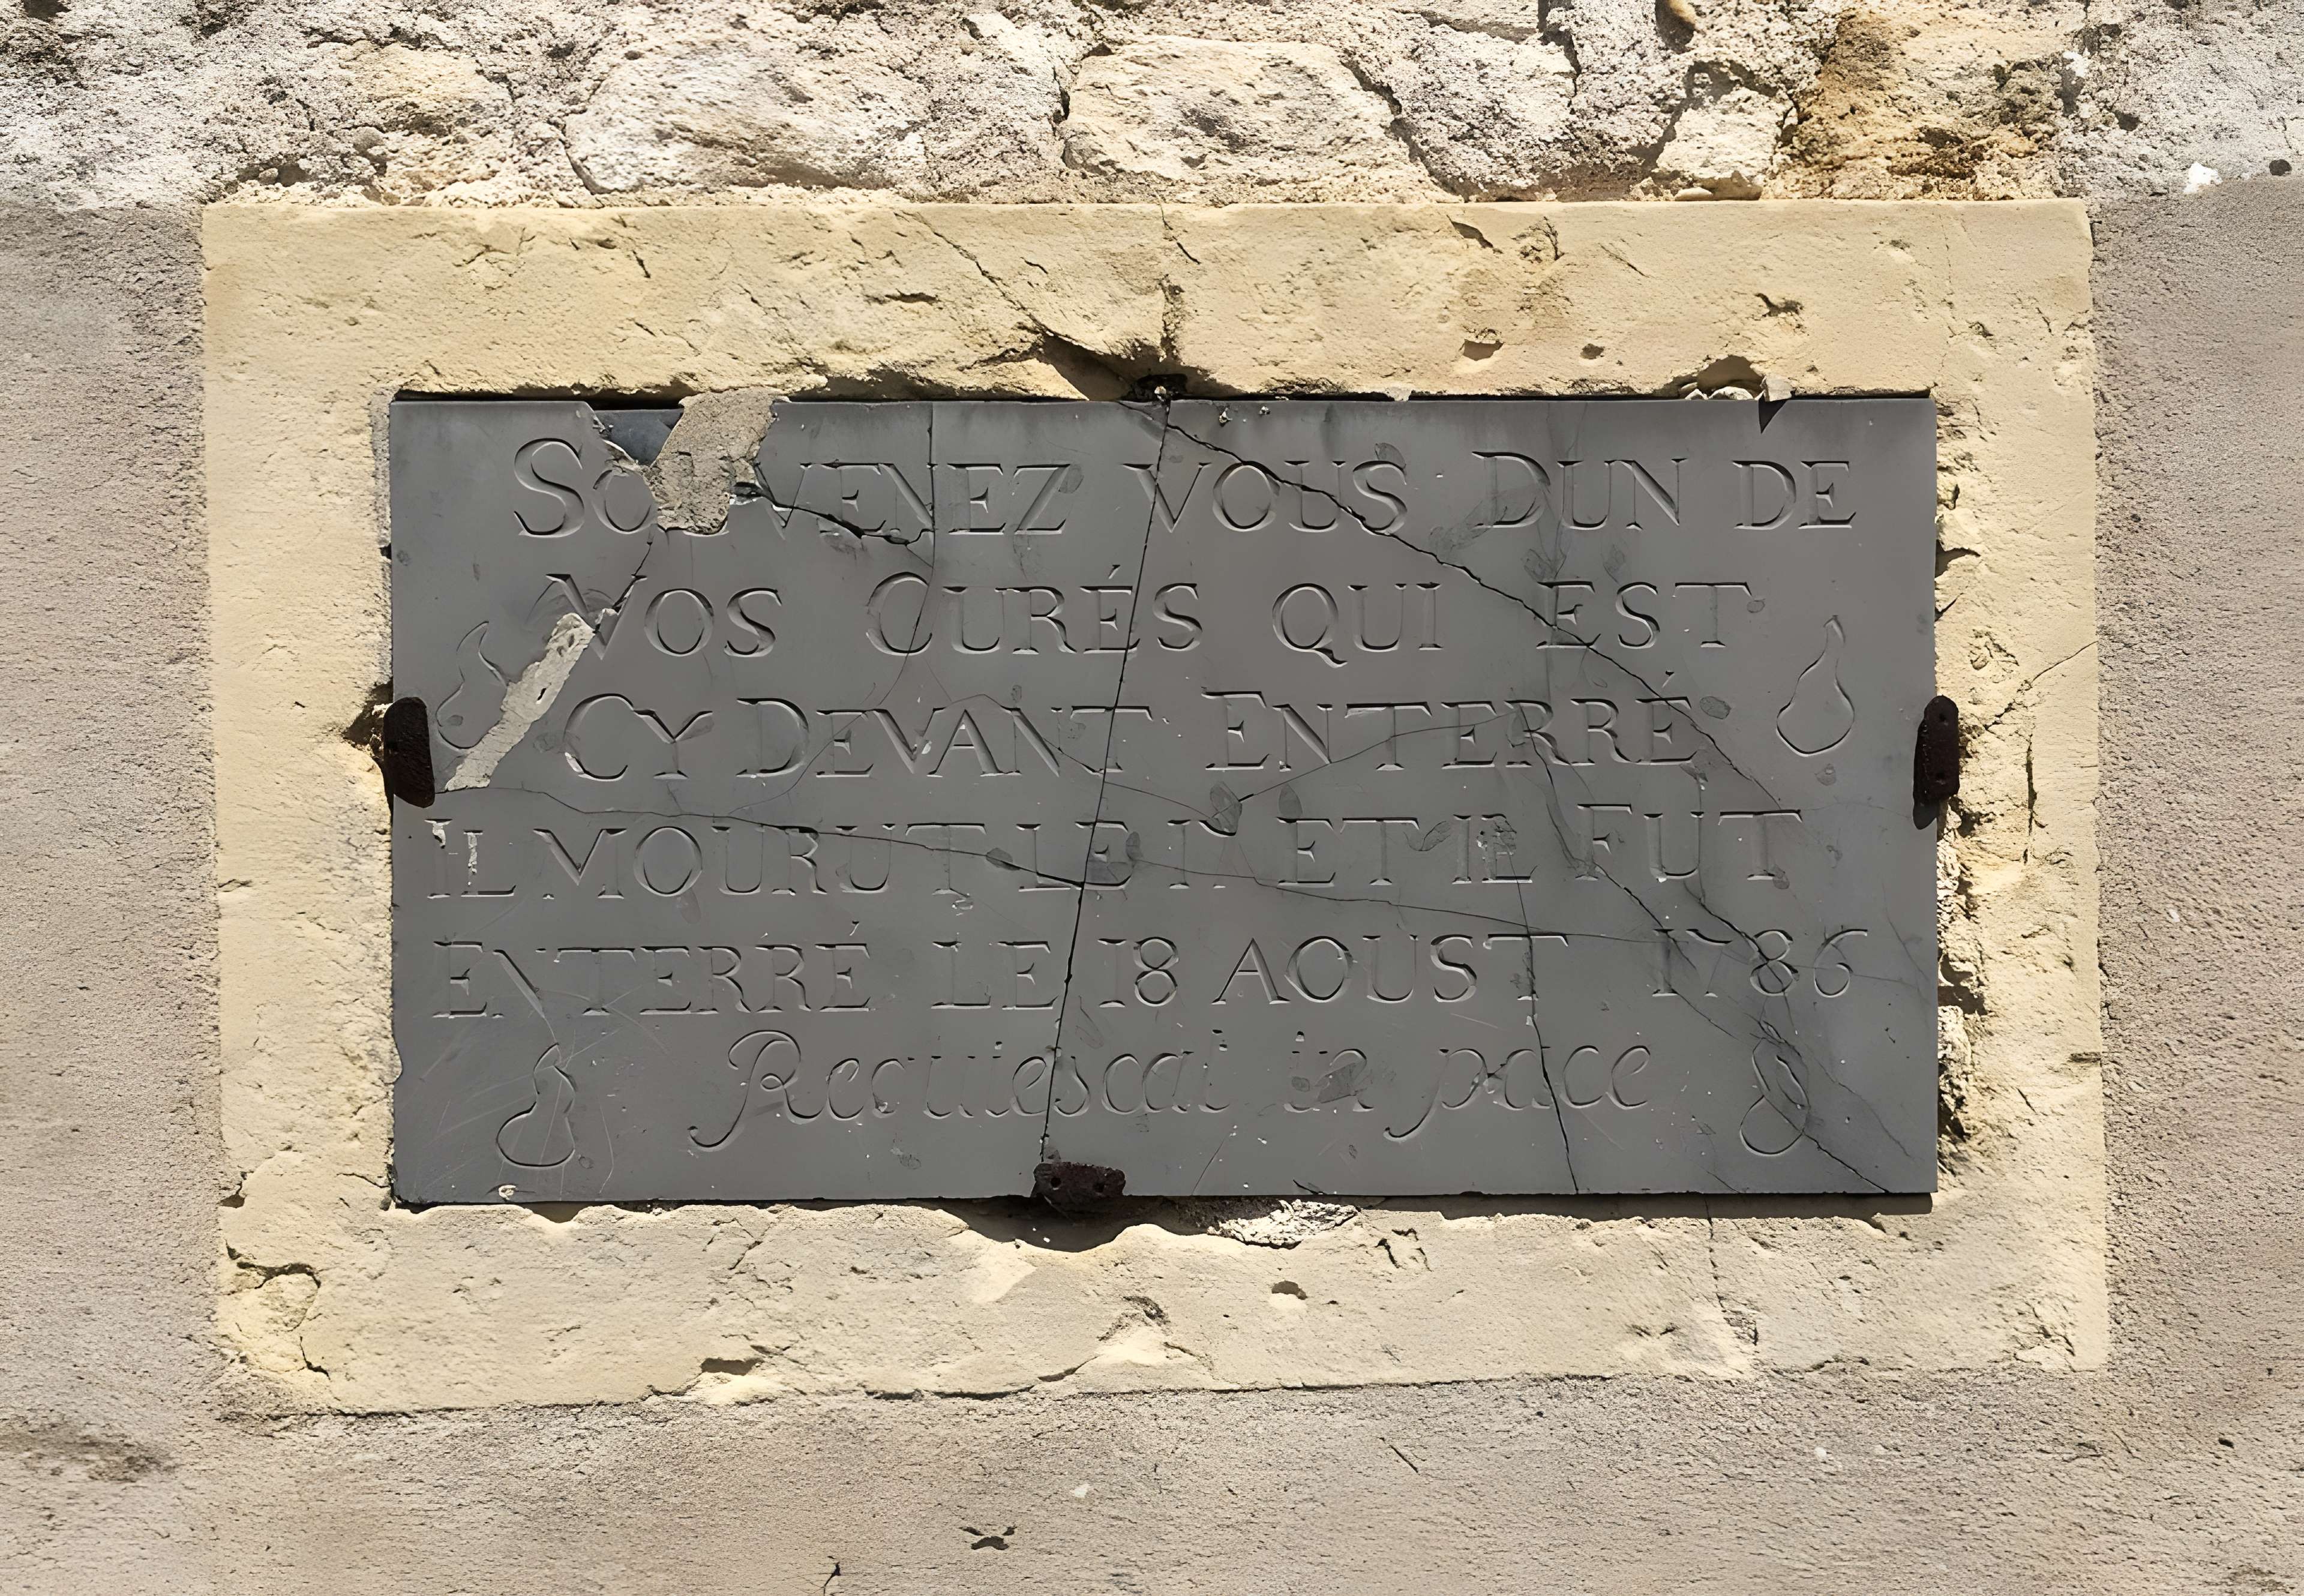 SOUVENEZ VOUS DUN DE
VOS CURÉS QUI EST
CY DEVANT ENTERRÉ
IL MOURUT LE 17 ET IL FUT
ENTERRÉ LE 18 AOUST 1786
Requiescat in pace